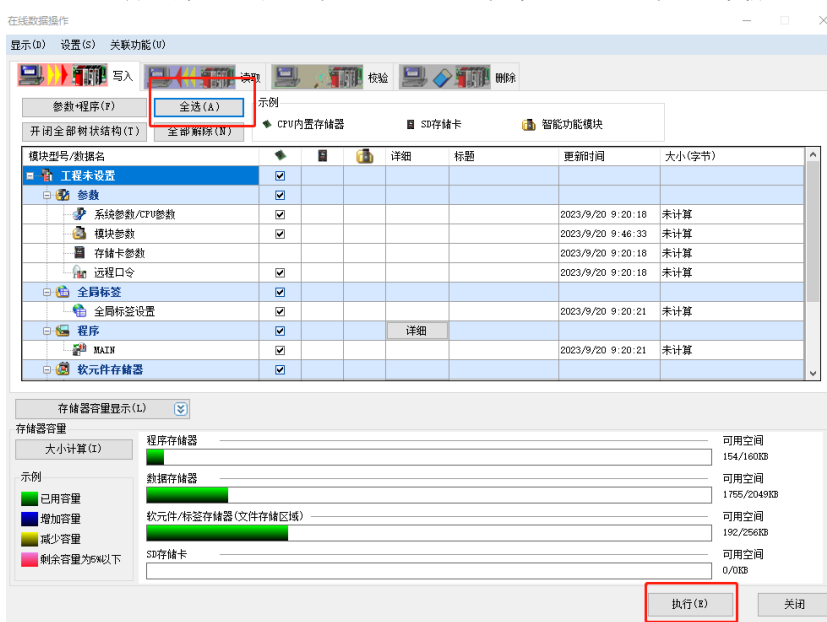 在线数据操作
显示(D) 设置(S) 关联功能(U)
写入 读取 校验 删除
参数+程序(F) 全选(A) 示例
开闭全部树状结构(T) 全部解除(N) CPU内置存储器 SD存储卡 智能功能模块
模块型号/数据名 详细 标题 更新时间 大小(字节)
工程未设置
参数
系统参数/CPU参数 2023/9/20 9:20:18 未计算
模块参数 2023/9/20 9:46:33 未计算
存储卡参数 2023/9/20 9:20:18 未计算
远程口令 2023/9/20 9:20:18 未计算
全局标签
全局标签设置 2023/9/20 9:20:21 未计算
程序 详细
MAIN 2023/9/20 9:20:21 未计算
软元件存储器
存储器容量显示(L)
存储器容量
大小计算(I) 程序存储器 可用空间
154/160KB
示例 数据存储器 可用空间
已用容量 1755/2049KB
增加容量 软元件/标签存储器(文件存储区域) 可用空间
减少容量 192/256KB
剩余容量为5%以下 SD存储卡 可用空间
0/0KB
执行(E) 关闭